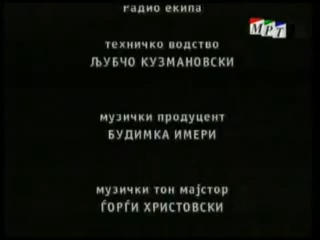 радио екипа
МРТ
техничко водство
ЉУБЧО КУЗМАНОВСКИ
музички продуцент
БУДИМКА ИМЕРИ
музички тон мајстор
ЃОРЃИ ХРИСТОВСКИ